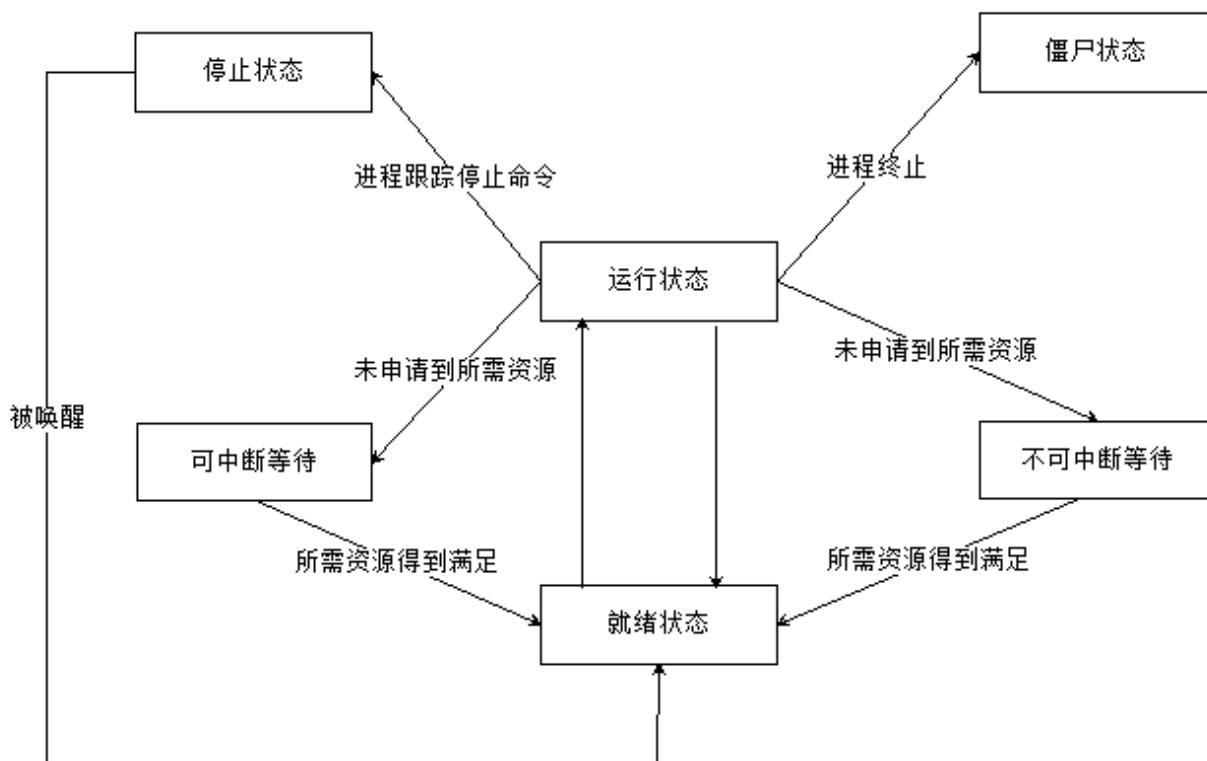 停止状态
僵尸状态
进程跟踪停止命令
进程终止
运行状态
未申请到所需资源
未申请到所需资源
被唤醒
可中断等待
不可中断等待
所需资源得到满足
所需资源得到满足
就绪状态